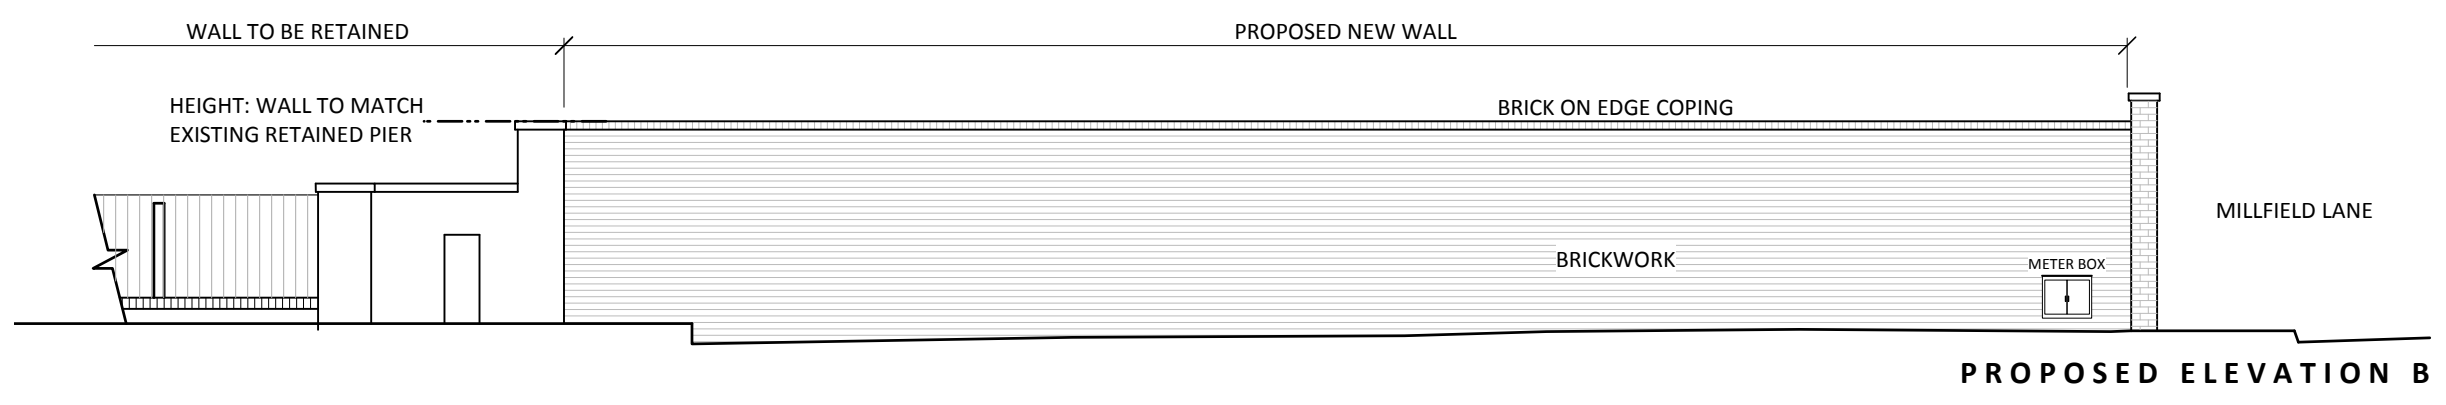 WALL TO BE RETAINED
PROPOSED NEW WALL
HEIGHT: WALL TO MATCH
EXISTING RETAINED PIER
BRICK ON EDGE COPING
MILLFIELD LANE
BRICKWORK
METER BOX
PROPOSED ELEVATION B